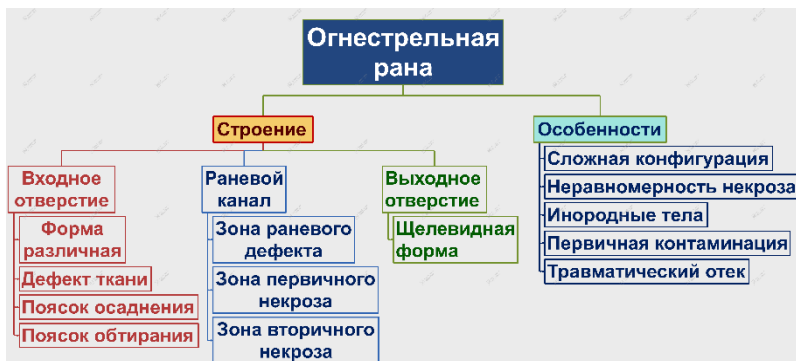 Огнестрельная
рана
Строение
Особенности
Входное
отверстие
Форма
различная
Дефект ткани
Поясок осаднения
Поясок обтирания
Раневой
канал
Зона раневого
дефекта
Зона первичного
некроза
Зона вторичного
некроза
Выходное
отверстие
Щелевидная
форма
Сложная конфигурация
Неравномерность некроза
Инородные тела
Первичная контаминация
Травматический отек